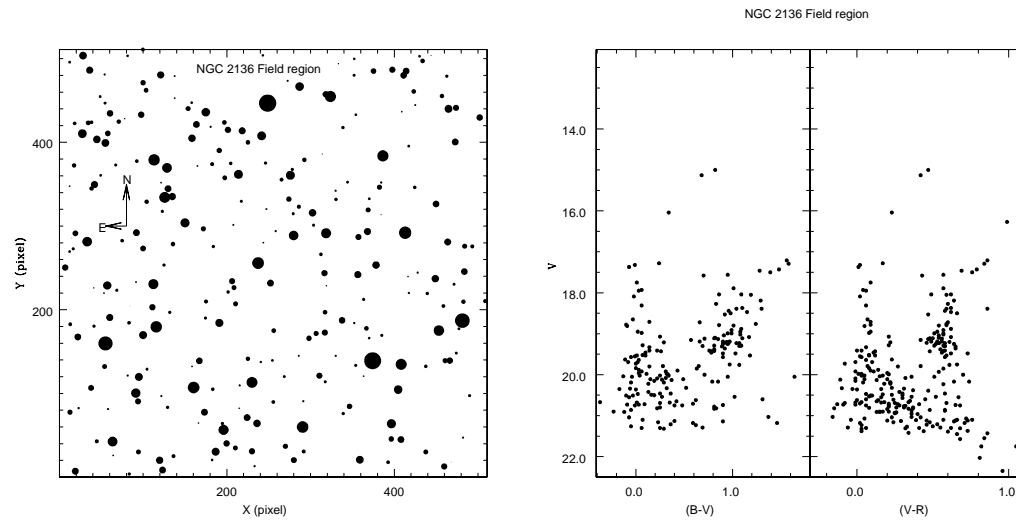 NGC 2136 Field region
NGC 2136 Field region
400
200
N
E
Y (pixel)
200
400
X (pixel)
14.0
16.0
18.0
20.0
22.0
V
0.0
1.0
0.0
1.0
(B-V)
(V-R)